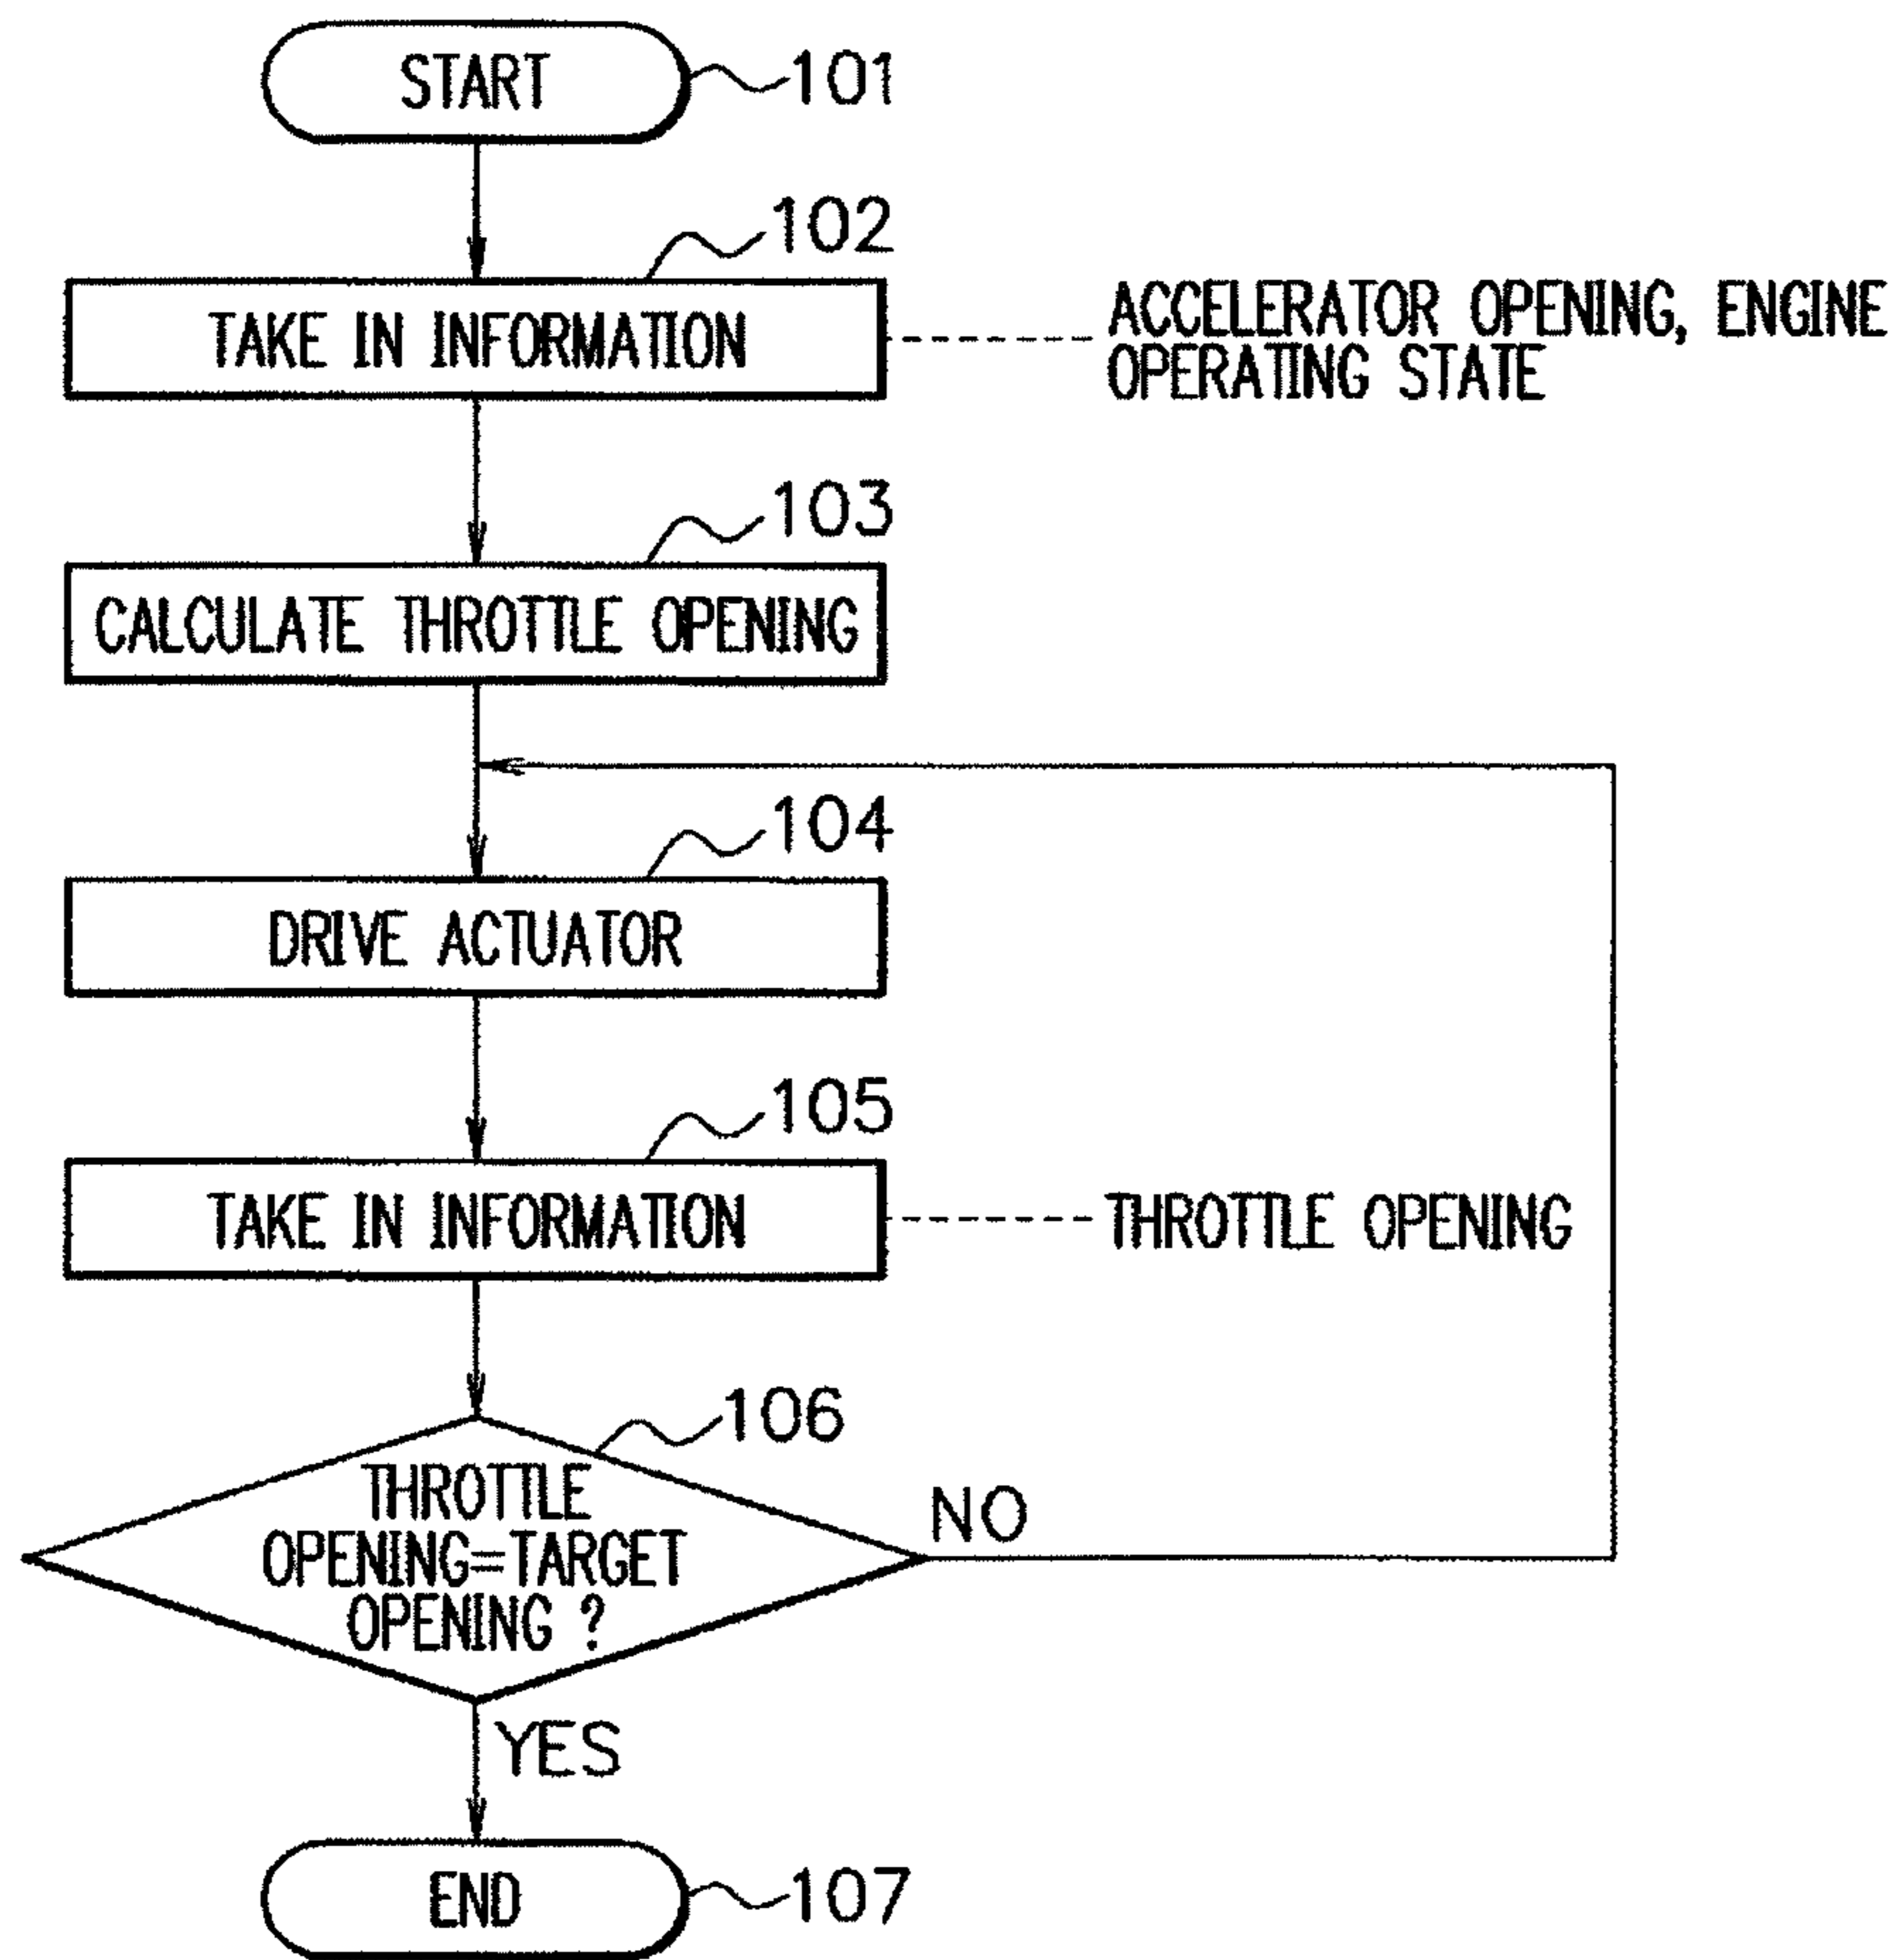 START
101
102
TAKE IN INFORMATION
ACCELERATOR OPENING, ENGINE
OPERATING STATE
103
CALCULATE THROTTLE OPENING
104
DRIVE ACTUATOR
105
TAKE IN INFORMATION
THROTTLE OPENING
106
THROTTLE
OPENING=TARGET
OPENING ?
NO
YES
END
107